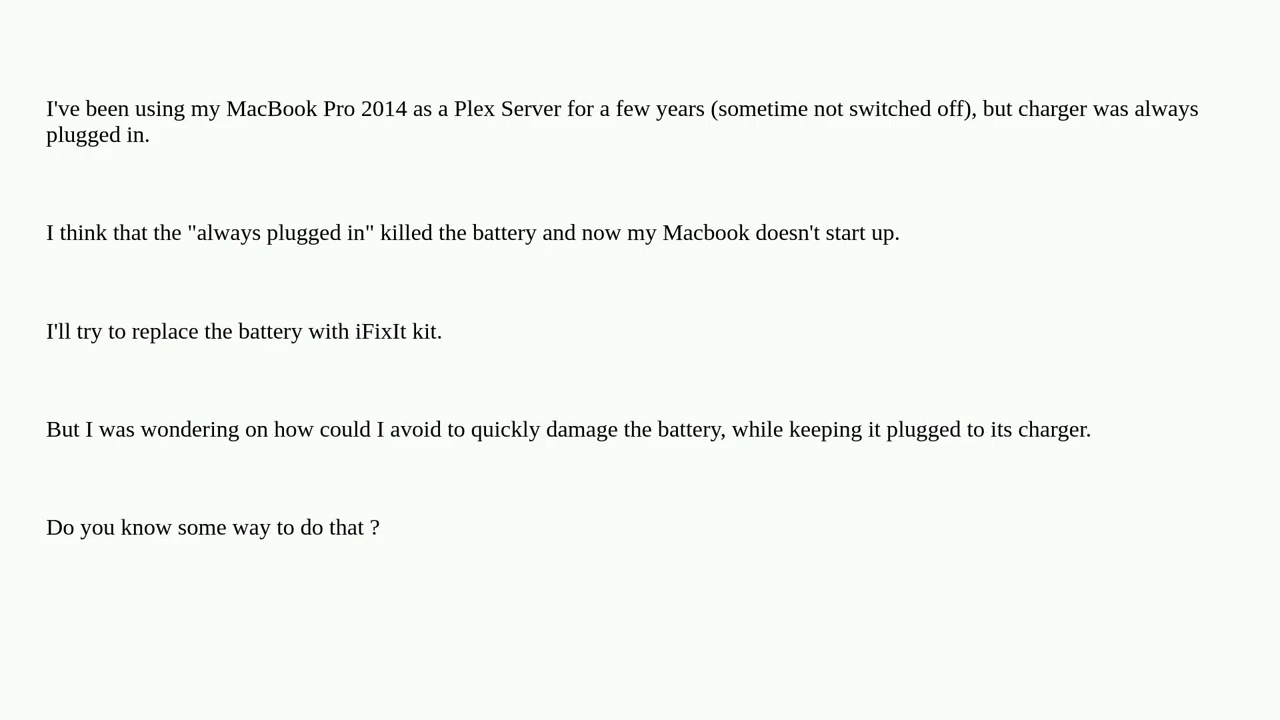 I've been using my MacBook Pro 2014 as a Plex Server for a few years (sometime not switched off), but charger was always
plugged in.
I think that the "always plugged in" killed the battery and now my Macbook doesn't start up.
I'll try to replace the battery with iFixIt kit.
But I was wondering on how could I avoid to quickly damage the battery, while keeping it plugged to its charger.
Do you know some way to do that ?